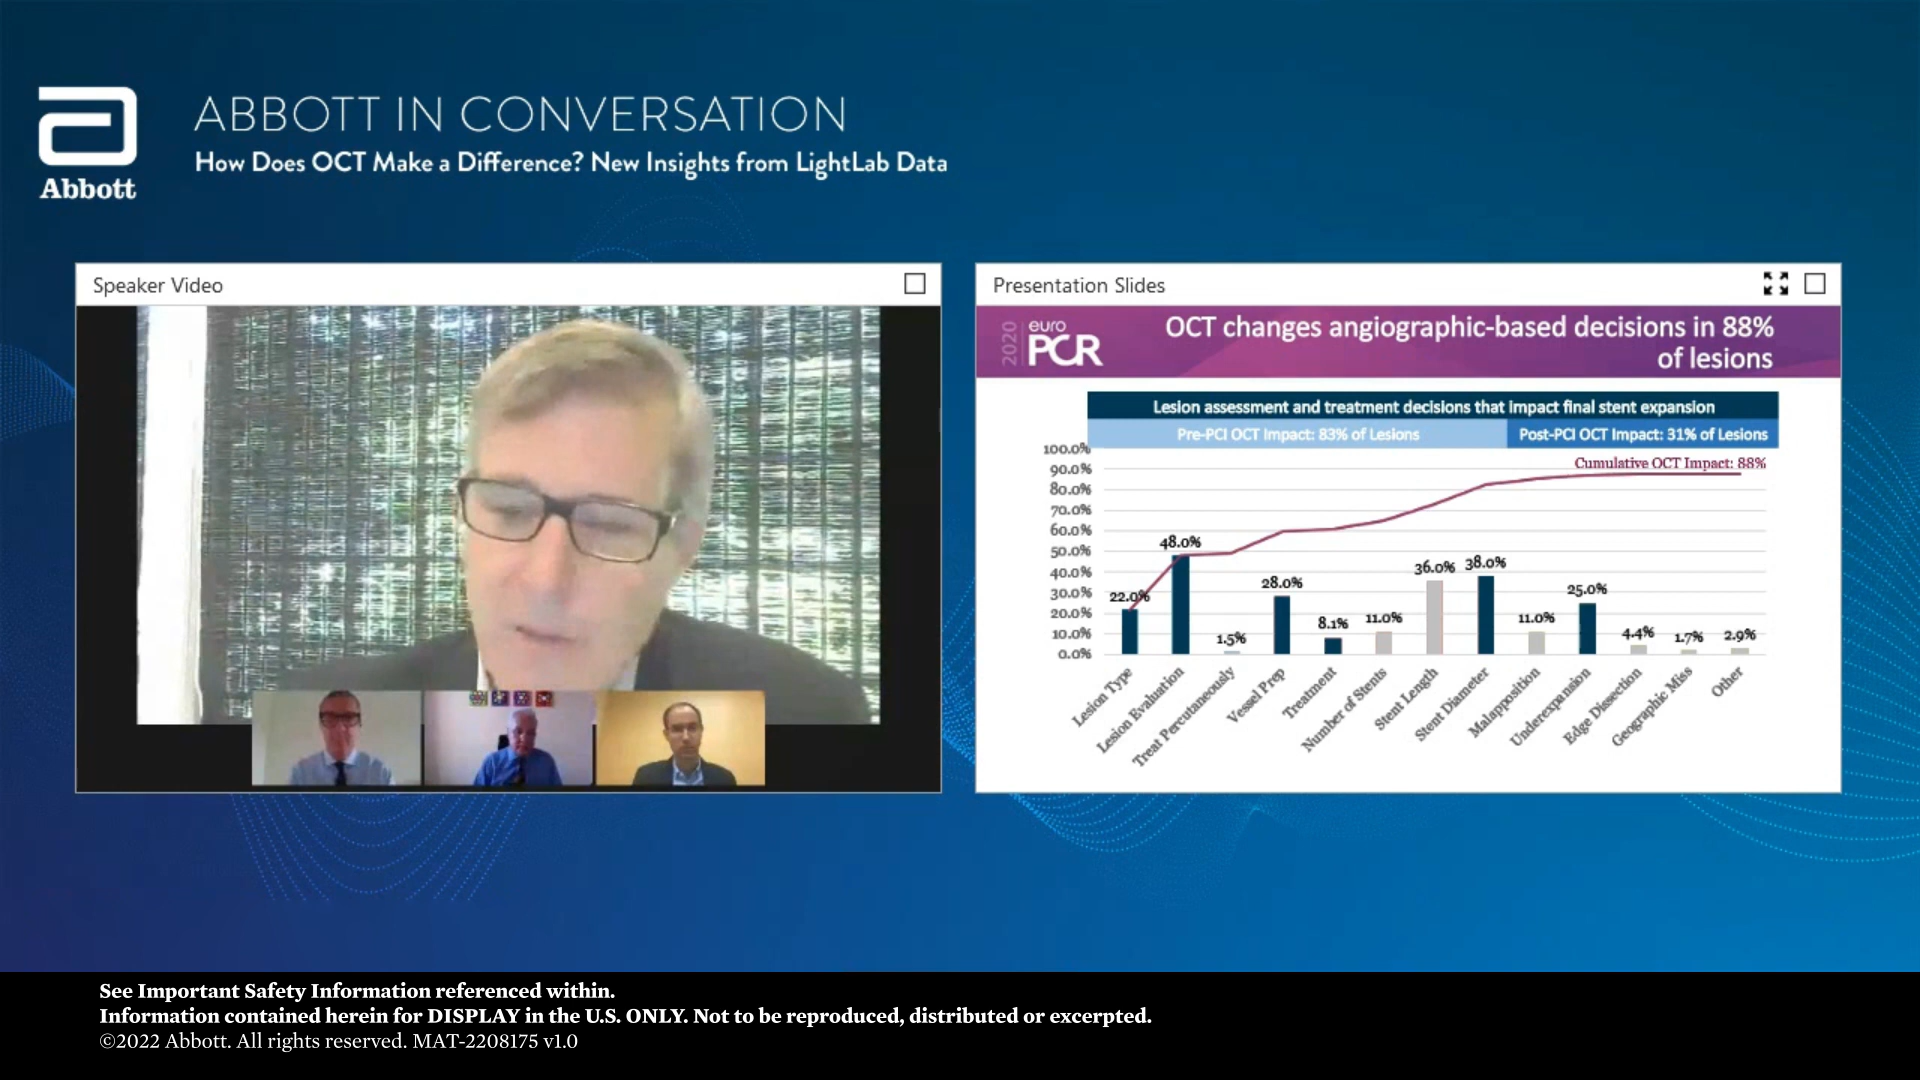 ABBOTT IN CONVERSATION
How Does OCT Make a Difference? New Insights from LightLab Data
Abbott
Speaker Video
Presentation Slides
2020
euro
PCR
OCT changes angiographic-based decisions in 88%
of lesions
Lesion assessment and treatment decisions that impact final stent expansion
Pre-PCI OCT Impact: 83% of Lesions
Post-PCI OCT Impact: 31% of Lesions
Cumulative OCT Impact: 88%
100.0%
90.0%
80.0%
70.0%
60.0%
50.0%
40.0%
30.0%
20.0%
10.0%
0.0%
22.0%
48.0%
1.5%
28.0%
8.1%
11.0%
36.0%
38.0%
11.0%
25.0%
4.4%
1.7%
2.9%
Lesion Type
Lesion Evaluation
Treat Percutaneously
Vessel Prep
Treatment
Number of Stents
Stent Length
Stent Diameter
Malapposition
Underexpansion
Edge Dissection
Geographic Miss
Other
See Important Safety Information referenced within.
Information contained herein for DISPLAY in the U.S. ONLY. Not to be reproduced, distributed or excerpted.
©2022 Abbott. All rights reserved. MAT-2208175 v1.0